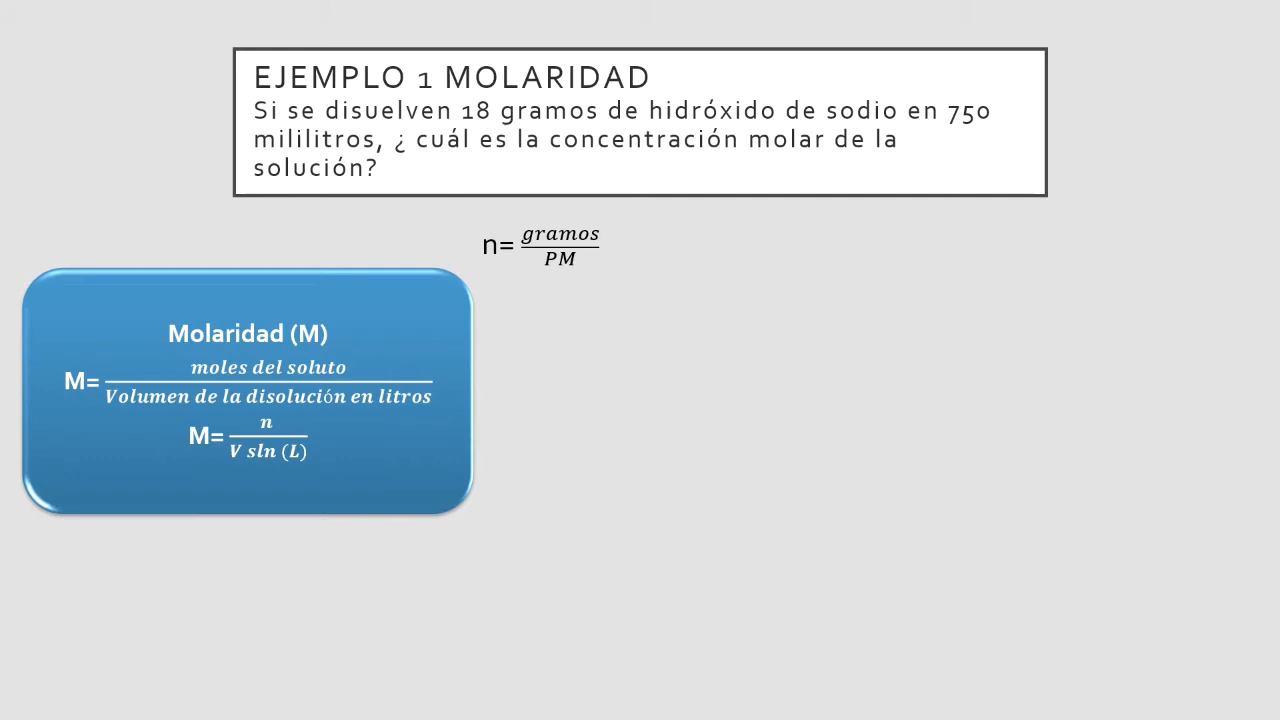 EJEMPLO 1 MOLARIDAD
Si se disuelven 18 gramos de hidróxido de sodio en 750
mililitros, ¿ cuál es la concentración molar de la
solución?
n= gramos/PM
Molaridad (M)
M= moles del soluto/Volumen de la disolución en litros
M= n/V sln (L)